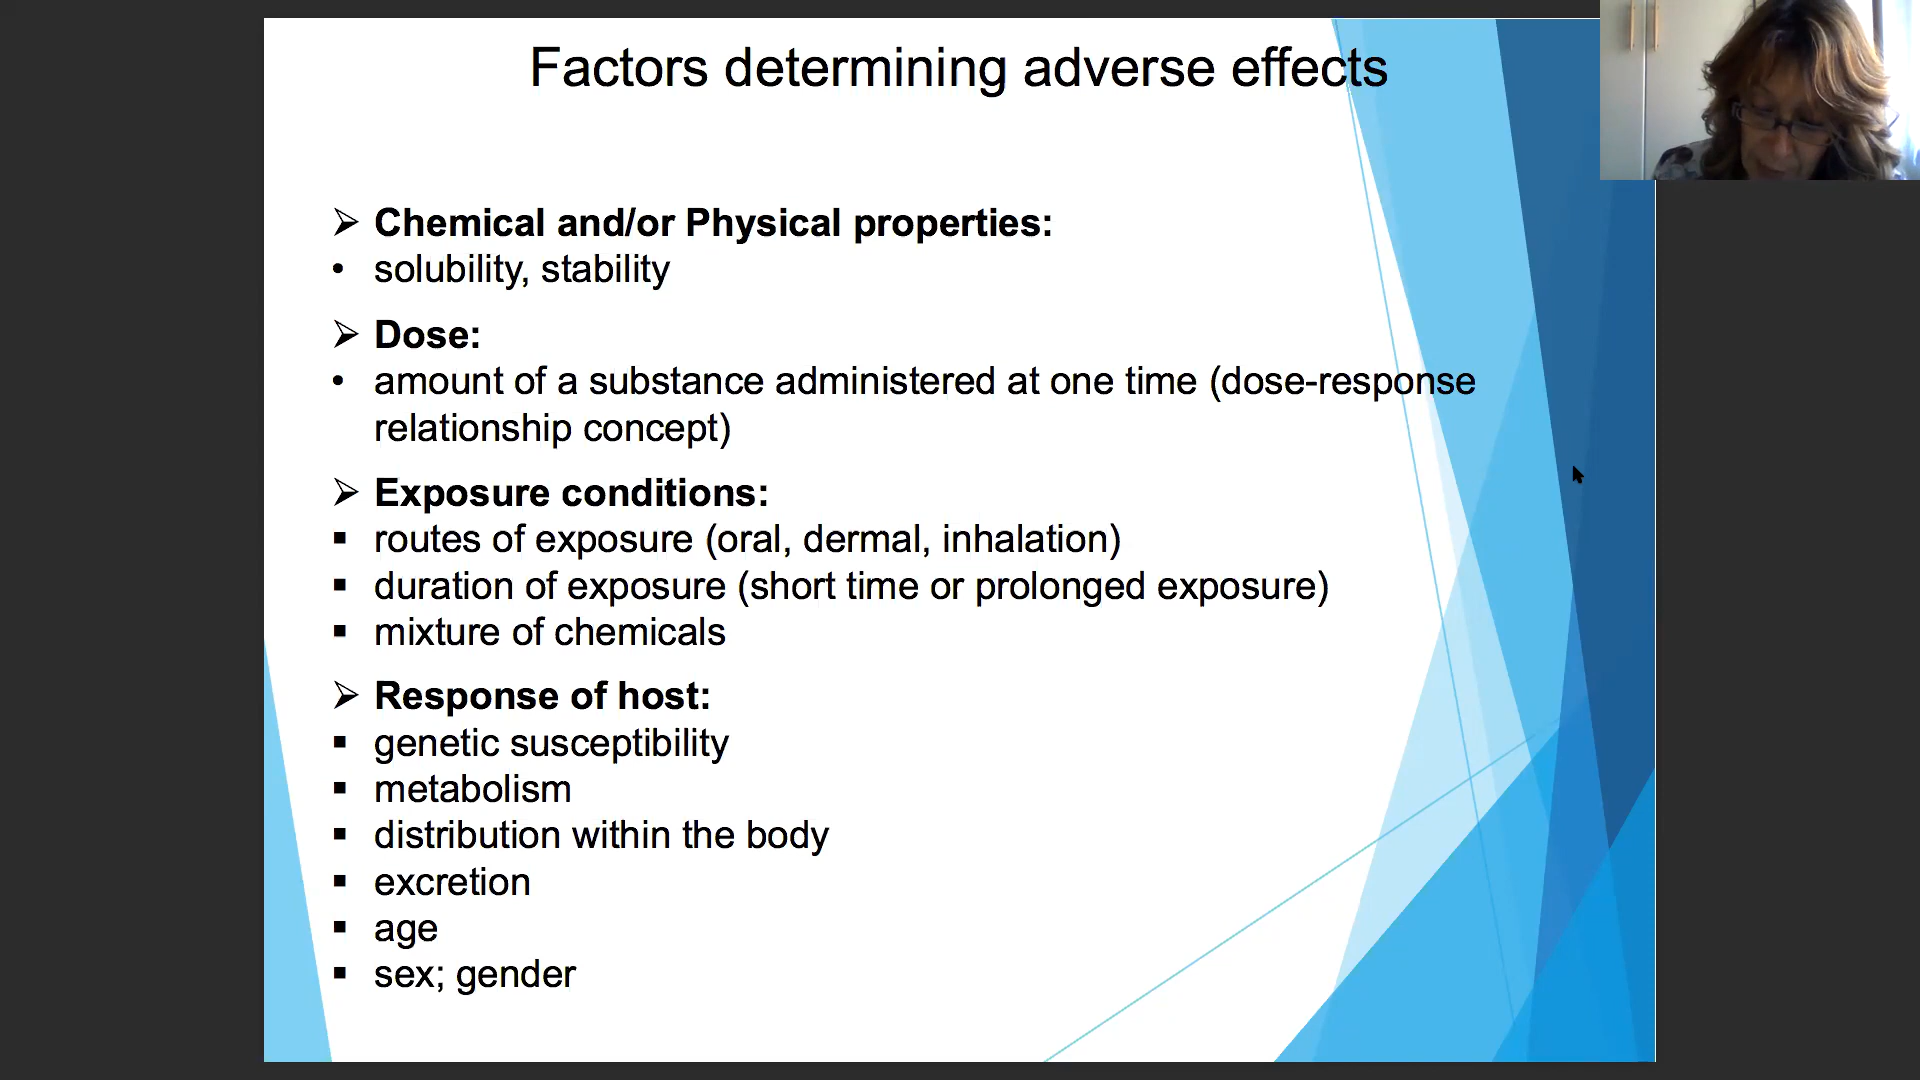 Factors determining adverse effects
➢ Chemical and/or Physical properties:
• solubility, stability
➢ Dose:
• amount of a substance administered at one time (dose-response
relationship concept)
➢ Exposure conditions:
▪ routes of exposure (oral, dermal, inhalation)
▪ duration of exposure (short time or prolonged exposure)
▪ mixture of chemicals
➢ Response of host:
▪ genetic susceptibility
▪ metabolism
▪ distribution within the body
▪ excretion
▪ age
▪ sex; gender